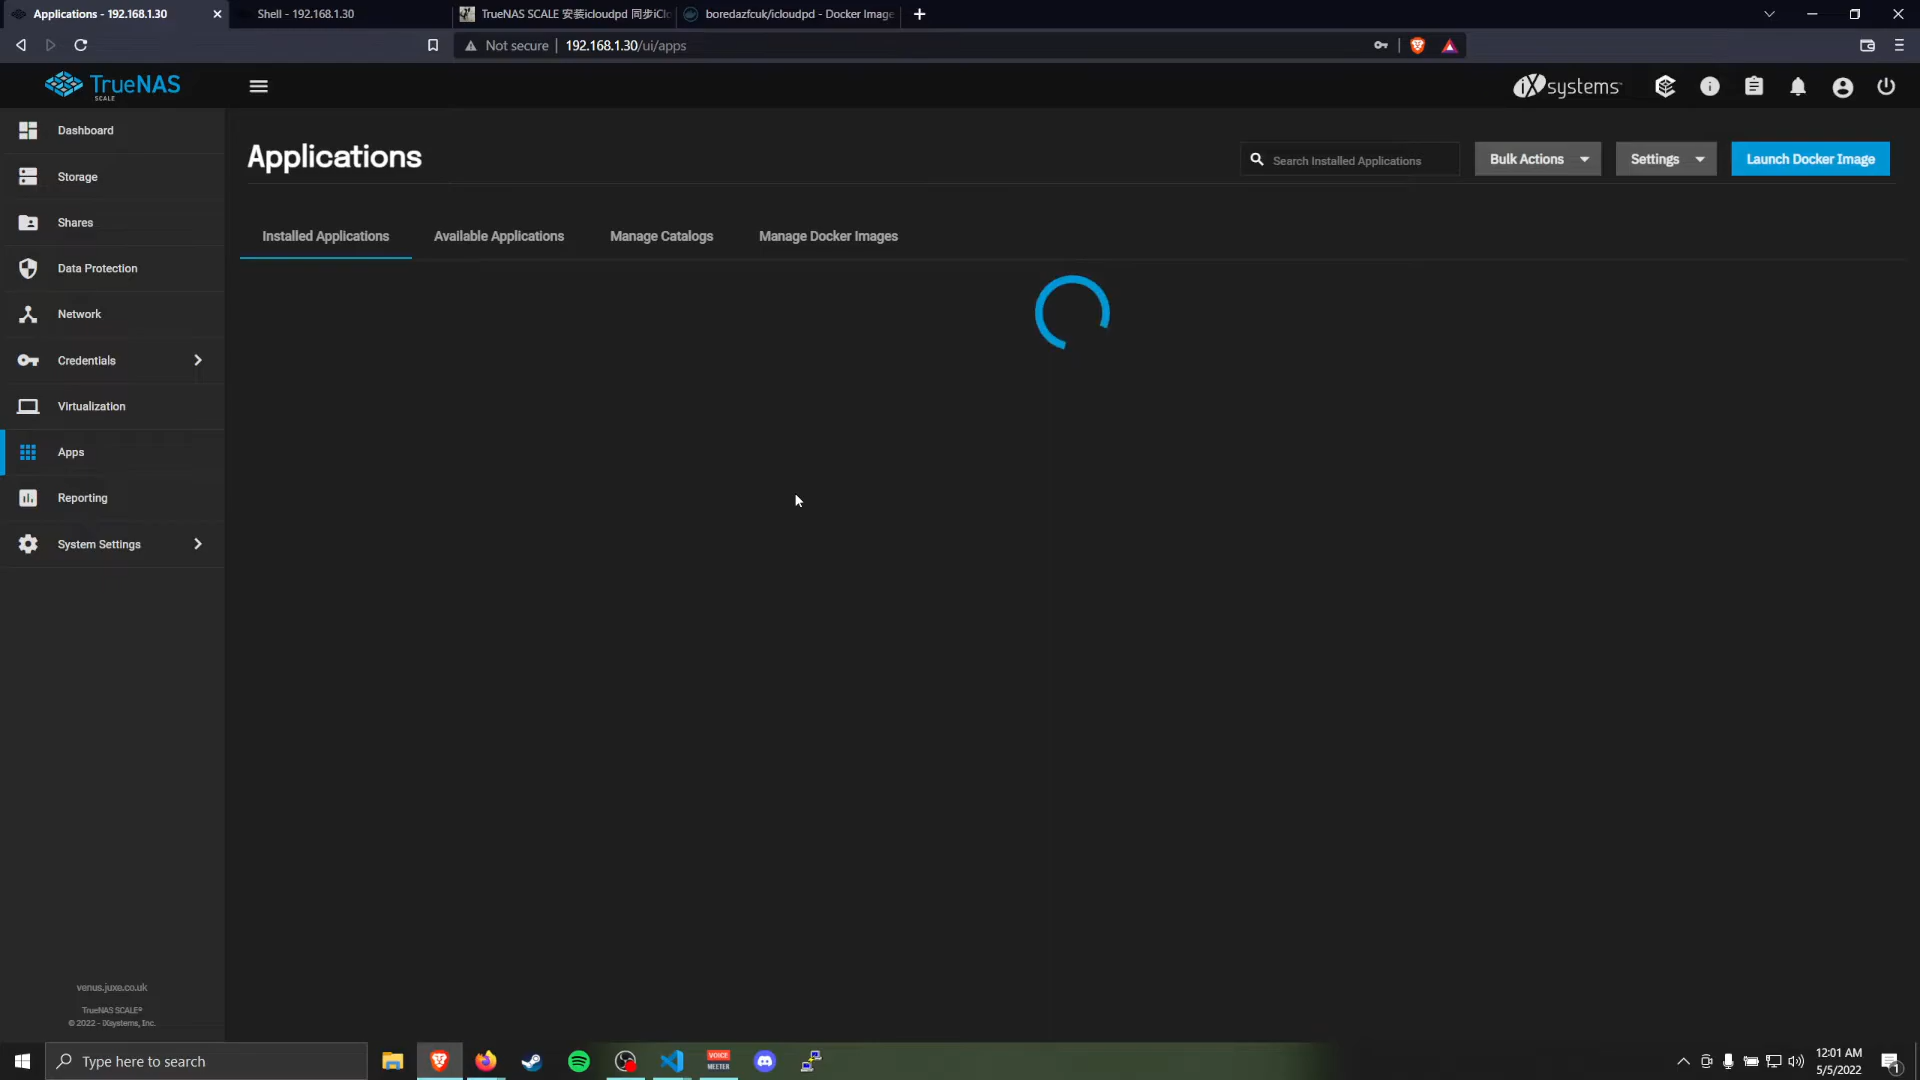 Applications - 192.168.1.30
Shell - 192.168.1.30
TrueNAS SCALE 安装icloudpd 同步iClo
boredazfcuk/icloudpd - Docker Image
Not secure
192.168.1.30/ui/apps
TrueNAS
SCALE
iXsystems
Dashboard
Storage
Shares
Data Protection
Network
Credentials
Virtualization
Apps
Reporting
System Settings
Applications
Search Installed Applications
Bulk Actions
Settings
Launch Docker Image
Installed Applications
Available Applications
Manage Catalogs
Manage Docker Images
venus.juxe.co.uk
TrueNAS SCALE®
© 2022 - iXsystems, Inc.
Type here to search
VOICE
MEETER
12:01 AM
5/5/2022
1